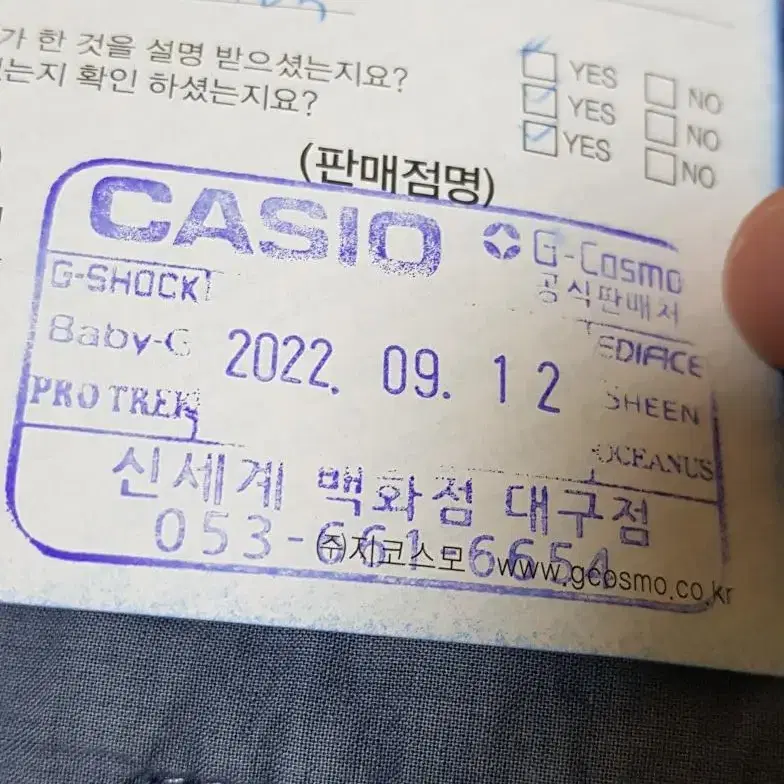 가 한 것을 설명 받으셨는지요? YES NO
는지 확인 하셨는지요? YES NO
YES NO
(판매점명)
CASIO G-Cosmo
공식판매처
G-SHOCK
Baby-G
PRO TREK
2022. 09. 12
EDIFICE
SHEEN
OCEANUS
신세계 백화점 대구점
053-661-6654
㈜지코스모 www.gcosmo.co.kr